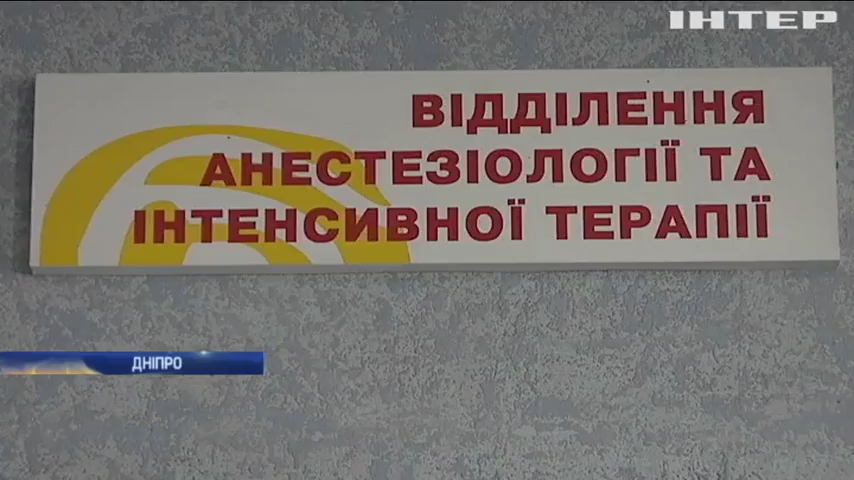 ІНТЕР
ВІДДІЛЕННЯ
АНЕСТЕЗІОЛОГІЇ ТА
ІНТЕНСИВНОЇ ТЕРАПІЇ
ДНІПРО